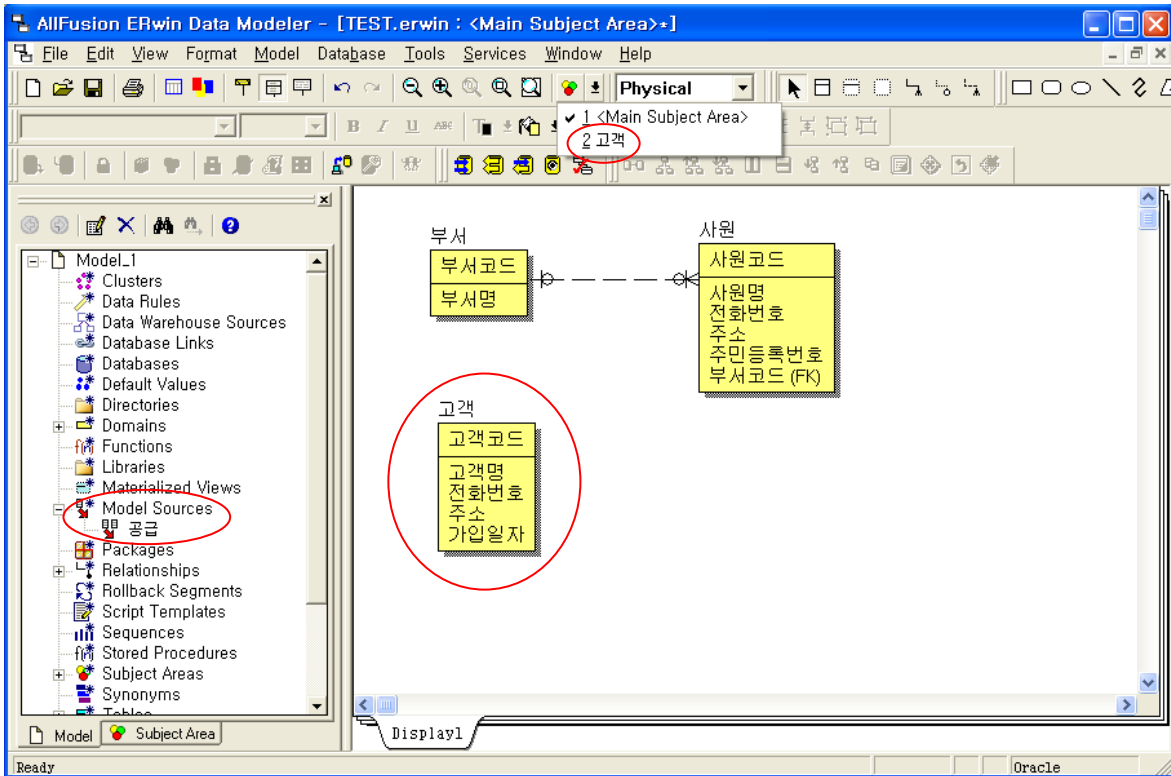 AllFusion ERwin Data Modeler - [TEST.erwin : <Main Subject Area>*]
File Edit View Format Model Database Tools Services Window Help
Physical
1 <Main Subject Area>
2 고객
B I U ABC T
Model_1
Clusters
Data Rules
Data Warehouse Sources
Database Links
Databases
Default Values
Directories
Domains
Functions
Libraries
Materialized Views
Model Sources
공급
Packages
Relationships
Rollback Segments
Script Templates
Sequences
Stored Procedures
Subject Areas
Synonyms
Tables
Model Subject Area
부서
부서코드
부서명
사원
사원코드
사원명
전화번호
주소
주민등록번호
부서코드 (FK)
고객
고객코드
고객명
전화번호
주소
가입일자
Display1
Ready Oracle